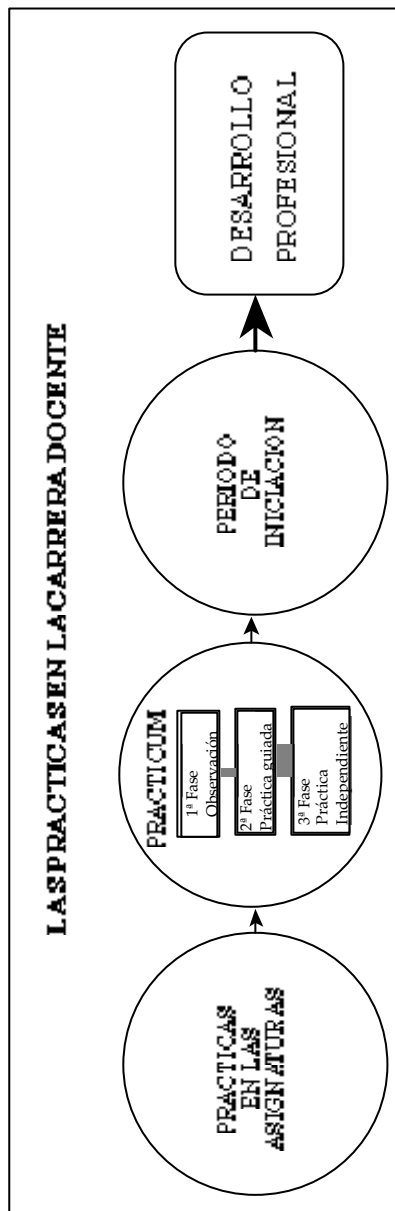 LAS PRACTICAS EN LA CARRERA DOCENTE
PRACTICAS
EN LAS
ASIGNATURAS
PRACTICUM
1ª Fase
Observación
2ª Fase
Práctica guiada
3ª Fase
Práctica
Independiente
PERIODO
DE
INICIACION
DESARROLLO
PROFESIONAL